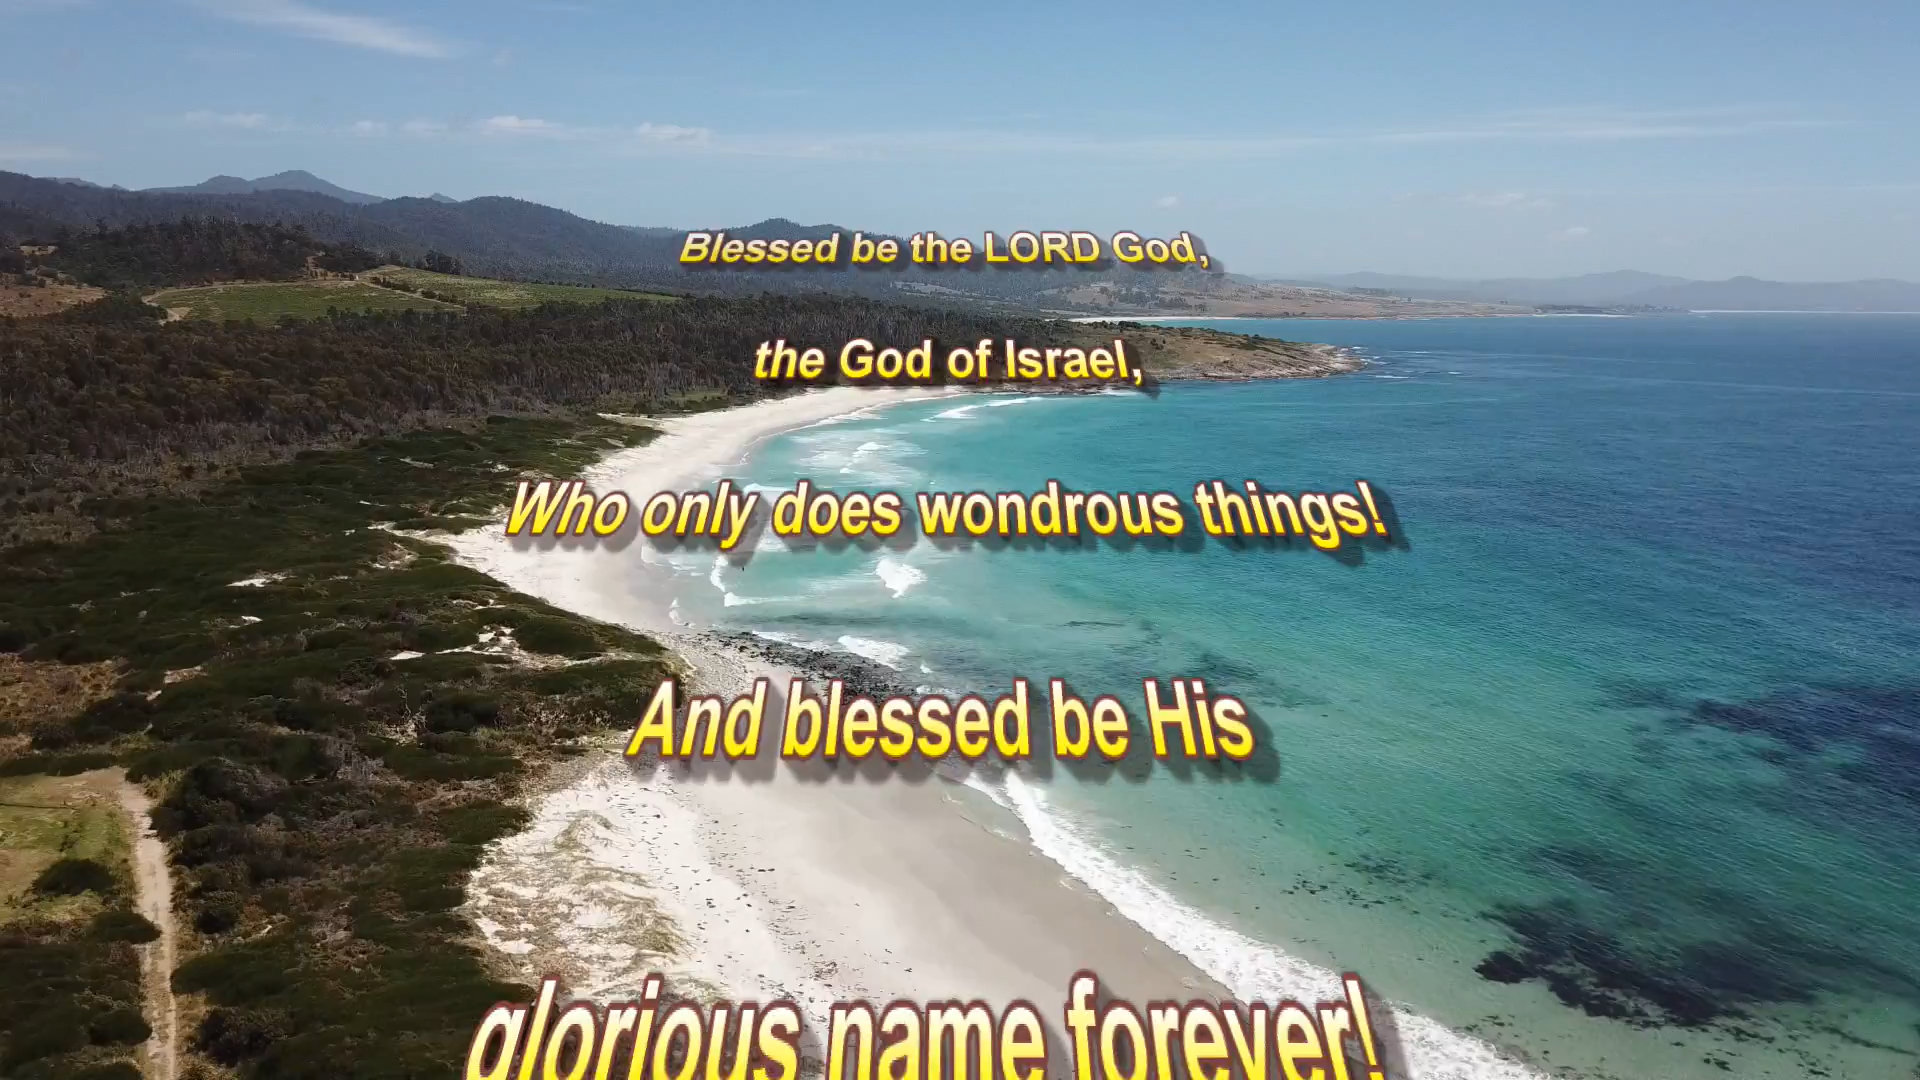 Blessed be the LORD God,
the God of Israel,
Who only does wondrous things!
And blessed be His
glorious name forever!